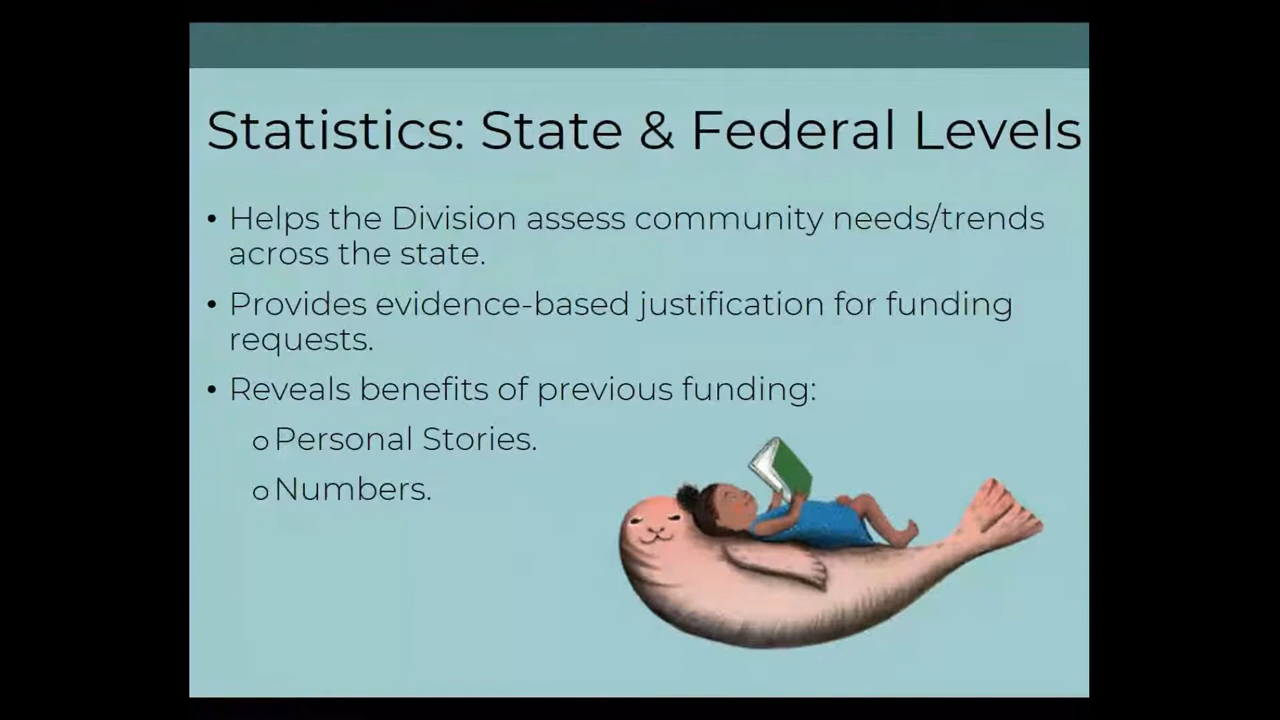 Statistics: State & Federal Levels
• Helps the Division assess community needs/trends
across the state.
• Provides evidence-based justification for funding
requests.
• Reveals benefits of previous funding:
o Personal Stories.
o Numbers.